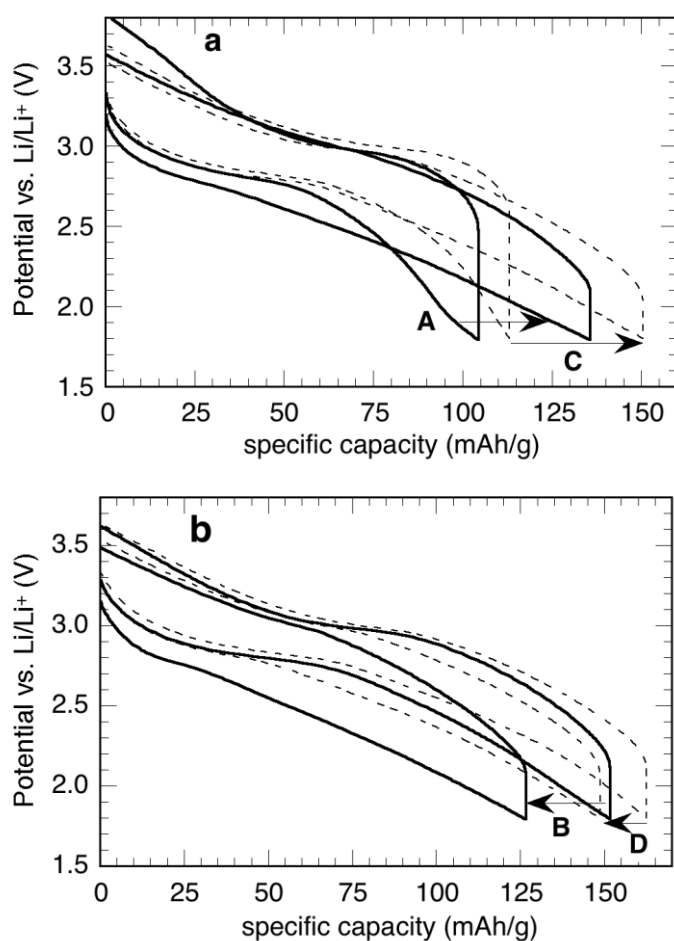 a
Potential vs. Li/Li⁺ (V)
3.5
3.0
2.5
2.0
1.5
A
C
0 25 50 75 100 125 150
specific capacity (mAh/g)
b
Potential vs. Li/Li⁺ (V)
3.5
3.0
2.5
2.0
1.5
B
D
0 25 50 75 100 125 150
specific capacity (mAh/g)